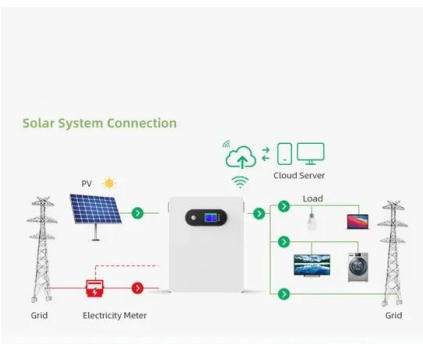 Solar System Connection
PV
Cloud Server
Load
Grid
Electricity Meter
Grid